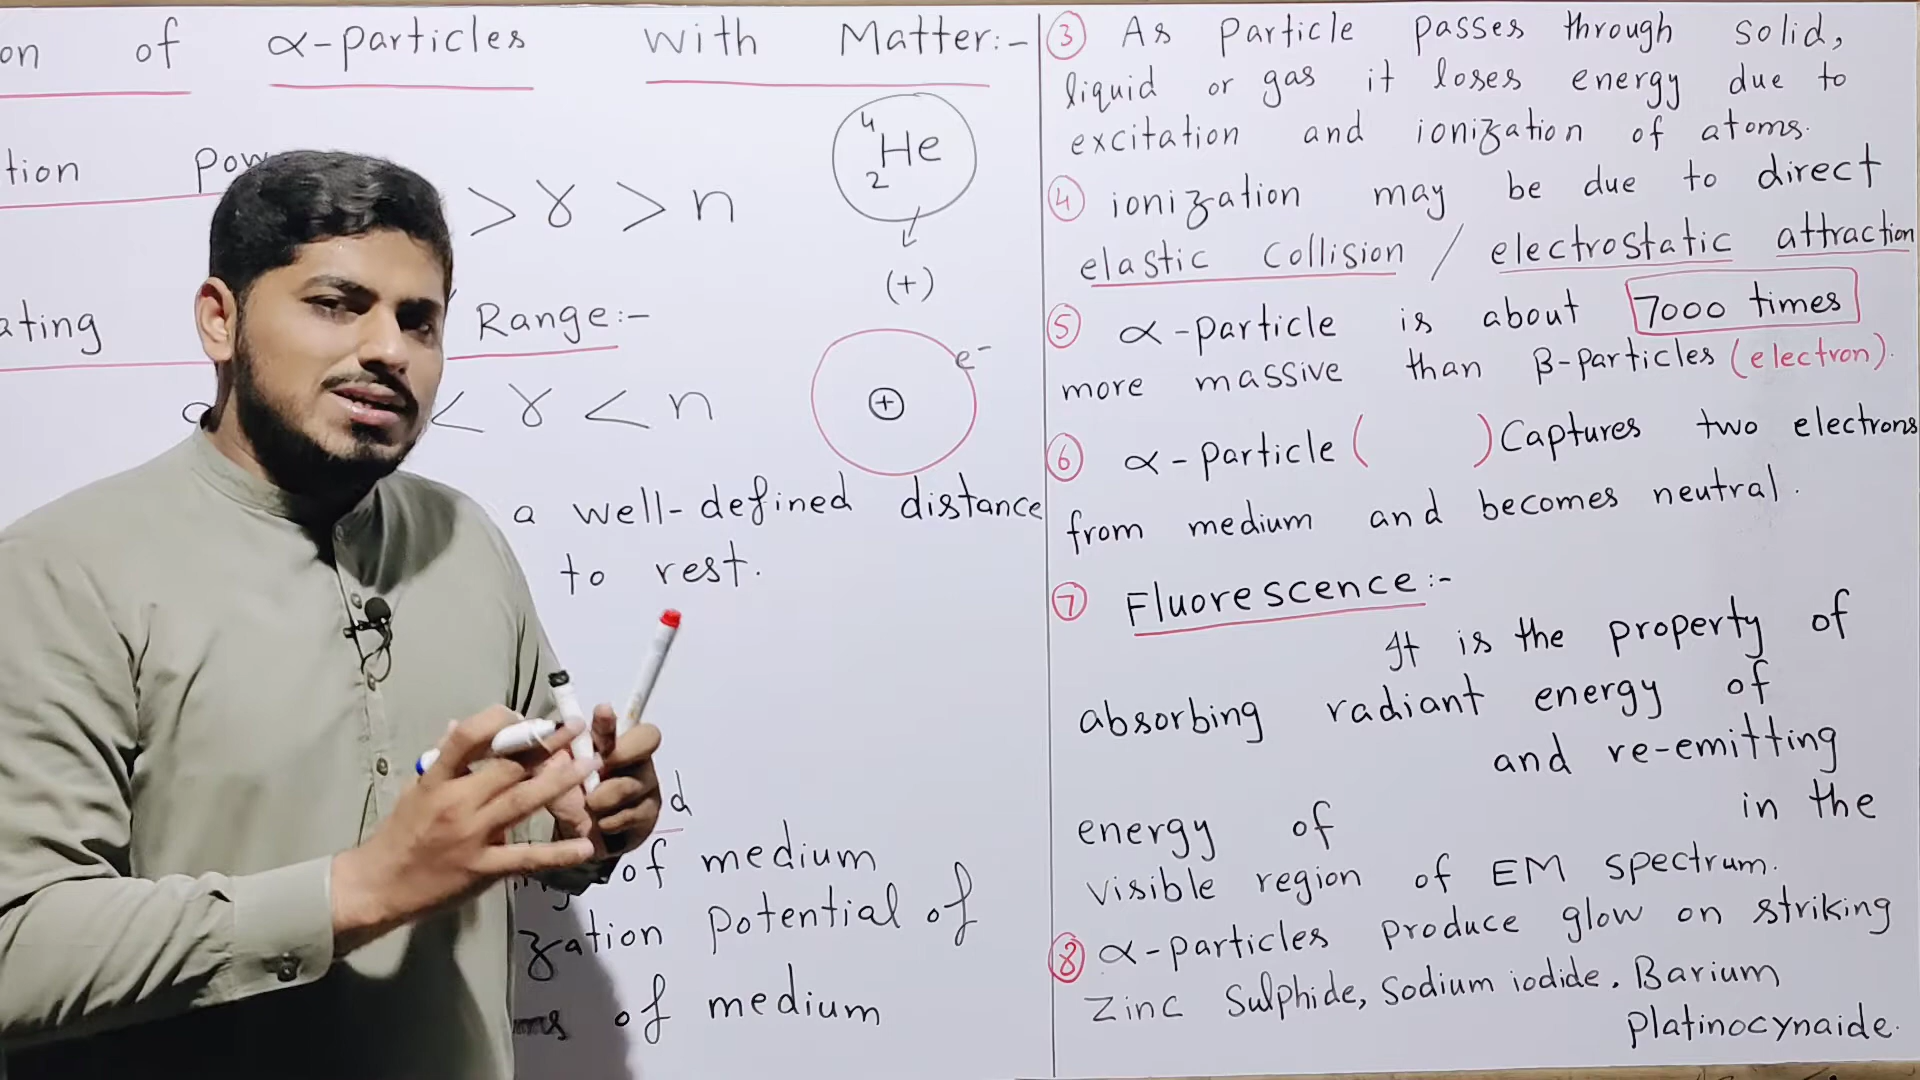 on of α-particles with Matter:-
tion Pow
> γ > n
4
2 He
(+)
ating Range:-
< γ < n
e⁻
+
a well-defined distance
to rest.
d
of medium
zation potential of
ms of medium
③ As Particle passes through solid,
liquid or gas it loses energy due to
excitation and ionization of atoms.
④ ionization may be due to direct
elastic collision / electrostatic attraction
⑤ α-particle is about 7000 times
more massive than β-particles (electron).
⑥ α-particle ( ) Captures two electrons
from medium and becomes neutral.
⑦ Fluorescence:-
It is the property of
absorbing radiant energy of
and re-emitting
energy of in the
visible region of EM spectrum.
⑧ α-particles produce glow on striking
Zinc Sulphide, Sodium iodide, Barium
Platinocynaide.